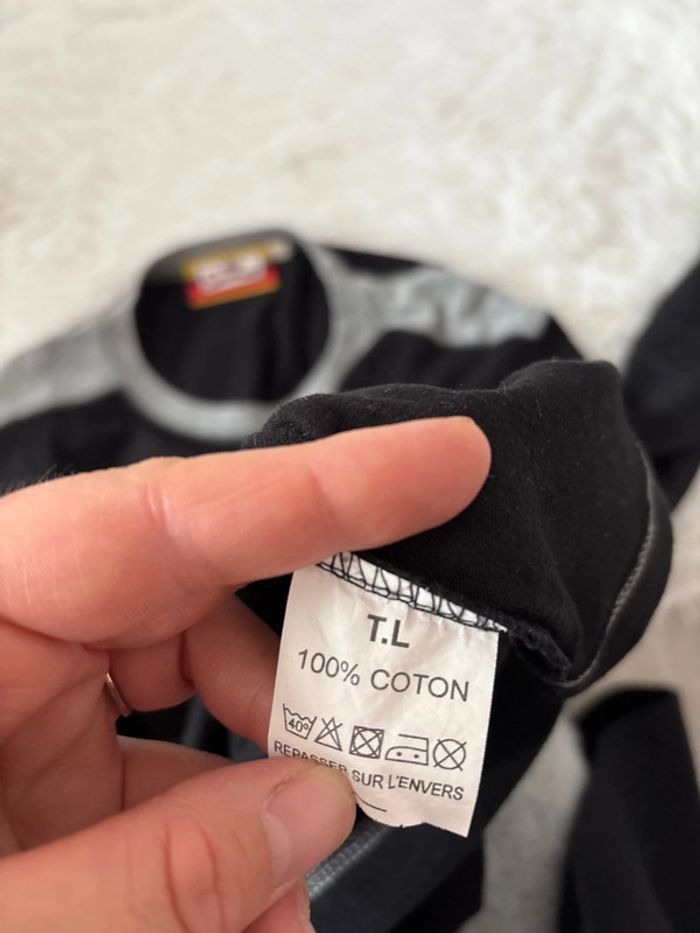 T.L
100% COTON
40°
REPASSER SUR L'ENVERS